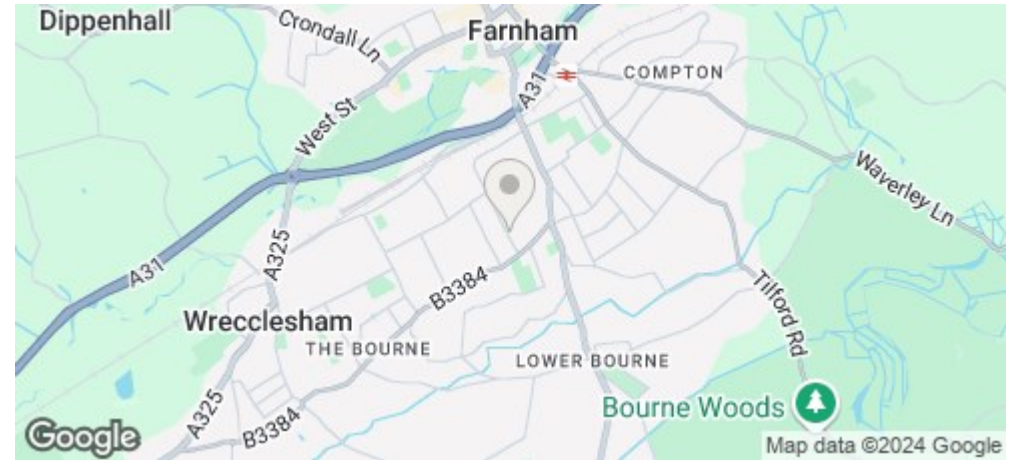 Dippenhall
Crondall Ln
Farnham
COMPTON
A31
West St
Waverley Ln
A325
A31
B3384
Tilford Rd
Wrecclesham
THE BOURNE
LOWER BOURNE
A325
B3384
Bourne Woods
Google
Map data ©2024 Google